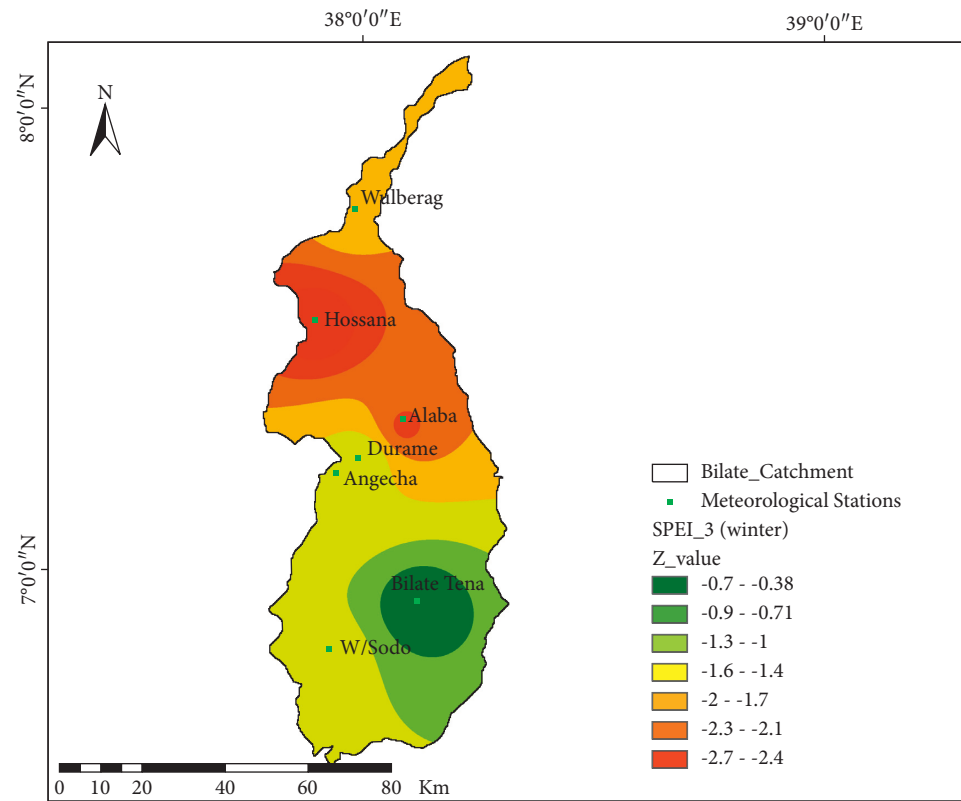 38°0′0″E
39°0′0″E
8°0′0″N
N
Wulberag
Hossana
Alaba
Durame
Angecha
7°0′0″N
Bilate Tena
W/Sodo
Bilate_Catchment
Meteorological Stations
SPEI_3 (winter)
Z_value
-0.7 - -0.38
-0.9 - -0.71
-1.3 - -1
-1.6 - -1.4
-2 - -1.7
-2.3 - -2.1
-2.7 - -2.4
0 10 20 40 60 80 Km